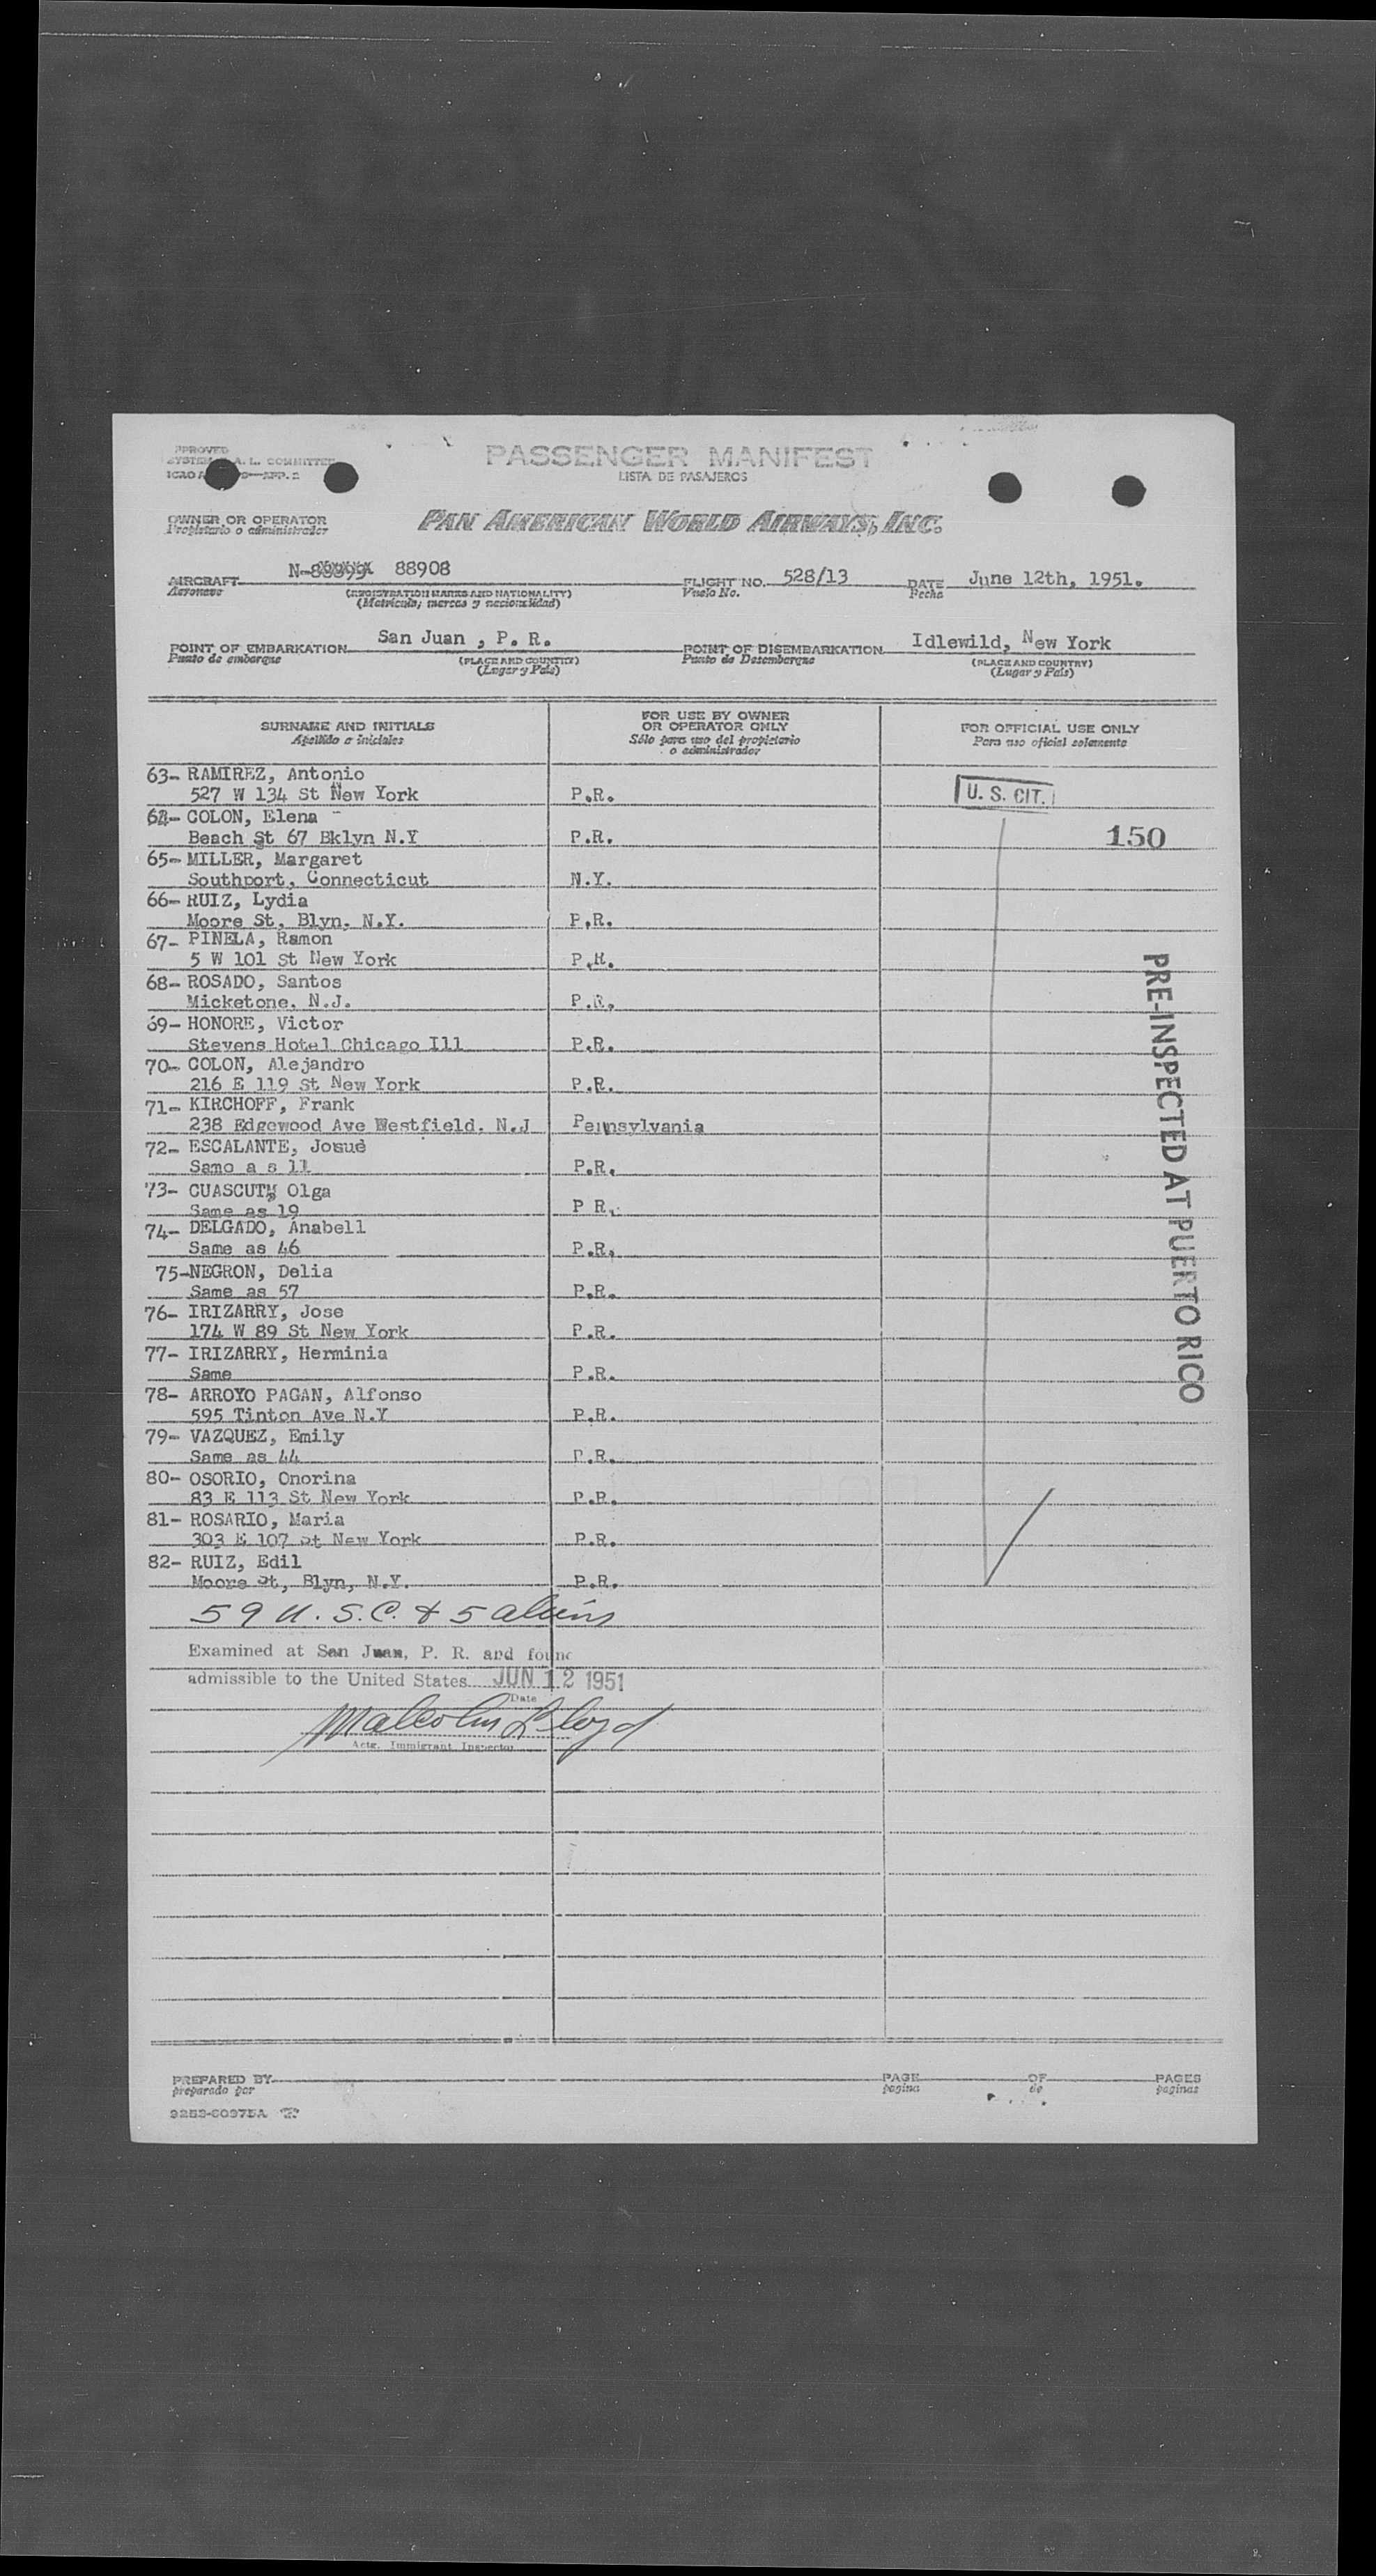 PASSENGER MANIFEST
LISTA DE PASAJEROS
OWNER OR OPERATOR
Propietario o administrador
PAN AMERICAN WORLD AIRWAYS, INC.
AIRCRAFT 88908
Aeronave
(REGISTRATION MARKS AND NATIONALITY)
(Matricula; marcas y nacionalidad)
FLIGHT NO. 528/13
Vuelo No.
DATE June 12th, 1951.
Fecha
POINT OF EMBARKATION San Juan , P. R.
Punto de embarque
(PLACE AND COUNTRY)
(Lugar y País)
POINT OF DISEMBARKATION Idlewild, New York
Punto de Desembarque
(PLACE AND COUNTRY)
(Lugar y País)
SURNAME AND INITIALS
Apellido e iniciales
FOR USE BY OWNER
OR OPERATOR ONLY
Sólo para uso del propietario
o administrador
FOR OFFICIAL USE ONLY
Para uso oficial solamente
63- RAMIREZ, Antonio
527 W 134 St New York P.R.
U. S. CIT.
64- COLON, Elena
Beach St 67 Bklyn N.Y P.R.
150
65- MILLER, Margaret
Southport, Connecticut N.Y.
66- RUIZ, Lydia
Moore St, Blyn. N.Y. P.R.
67- PINELA, Ramon
5 W 101 St New York P.R.
68- ROSADO, Santos
Micketone, N.J. P.R.
69- HONORE, Victor
Stevens Hotel Chicago Ill P.R.
70- COLON, Alejandro
216 E 119 St New York P.R.
71- KIRCHOFF, Frank
238 Edgewood Ave Westfield. N.J Pennsylvania
72- ESCALANTE, Josué
Samo a s 11 P.R.
73- CUASCUTY Olga
Same as 19 P R.
74- DELGADO, Anabell
Same as 46 P.R.
75-NEGRON, Delia
Same as 57 P.R.
76- IRIZARRY, Jose
174 W 89 St New York P.R.
77- IRIZARRY, Herminia
Same P.R.
78- ARROYO PAGAN, Alfonso
595 Tinton Ave N.Y P.R.
79- VAZQUEZ, Emily
Same as 44 P.R.
80- OSORIO, Onorina
83 E 113 St New York P.R.
81- ROSARIO, Maria
303 E 107 St New York P.R.
82- RUIZ, Edil
Moore St, Blyn, N.Y. P.R.
PRE-INSPECTED AT PUERTO RICO
59 U. S. C. & 5 aliens
Examined at San Juan, P. R. and found
admissible to the United States JUN 12 1951
Date
Malcolm Lloyd
Actg. Immigrant Inspector
PREPARED BY
preparado por
PAGE OF PAGES
pagina de paginas